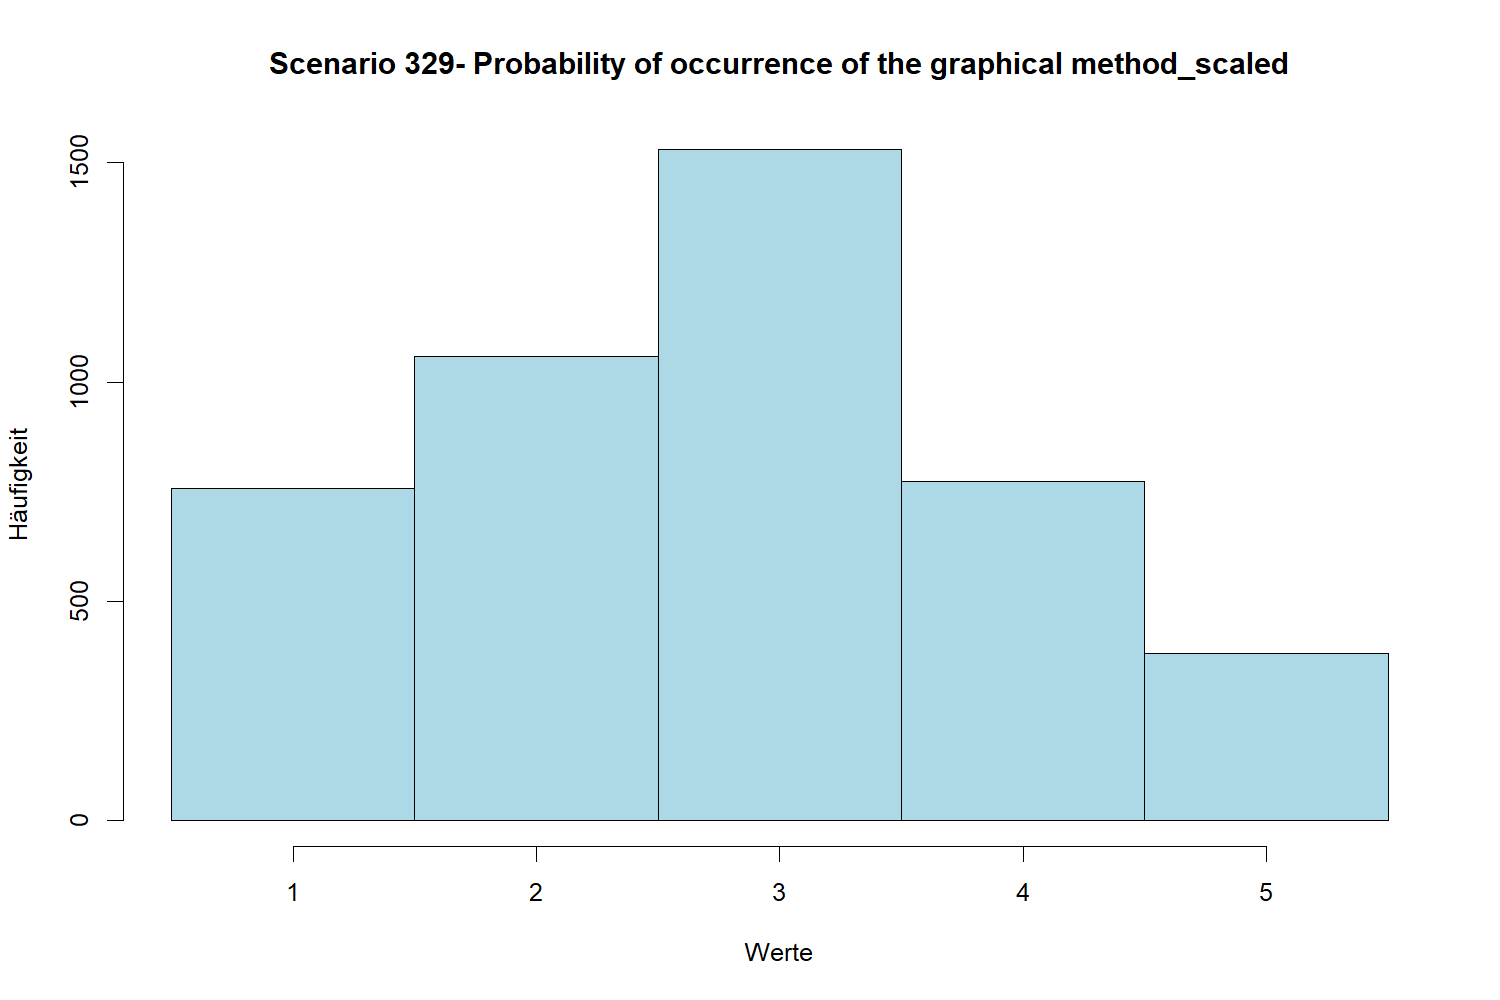 Scenario 329- Probability of occurrence of the graphical method_scaled
1500
1000
500
0
Häufigkeit
1 2 3 4 5
Werte